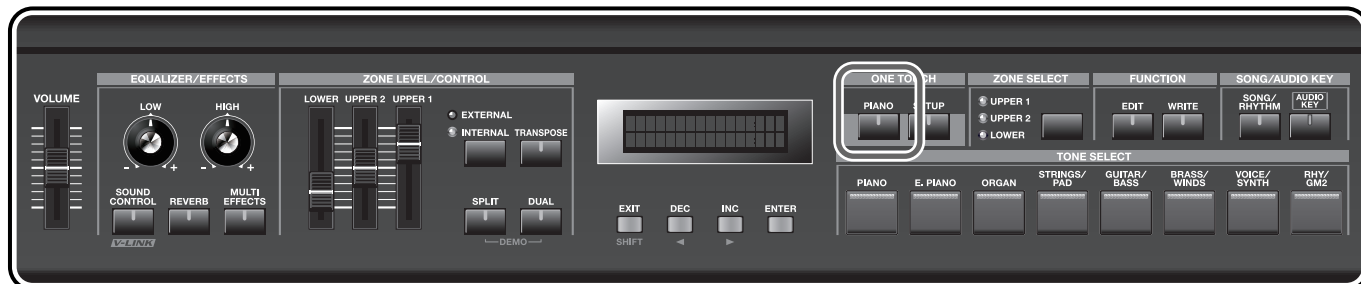 VOLUME
EQUALIZER/EFFECTS
LOW HIGH
- + - +
SOUND CONTROL
REVERB
MULTI EFFECTS
V-LINK
ZONE LEVEL/CONTROL
LOWER UPPER 2 UPPER 1
EXTERNAL
INTERNAL
TRANSPOSE
SPLIT DUAL
DEMO
EXIT DEC INC ENTER
SHIFT
ONE TOUCH
PIANO SETUP
ZONE SELECT
UPPER 1
UPPER 2
LOWER
FUNCTION
EDIT WRITE
SONG/AUDIO KEY
SONG/
RHYTHM
AUDIO
KEY
TONE SELECT
PIANO
E. PIANO
ORGAN
STRINGS/
PAD
GUITAR/
BASS
BRASS/
WINDS
VOICE/
SYNTH
RHY/
GM2